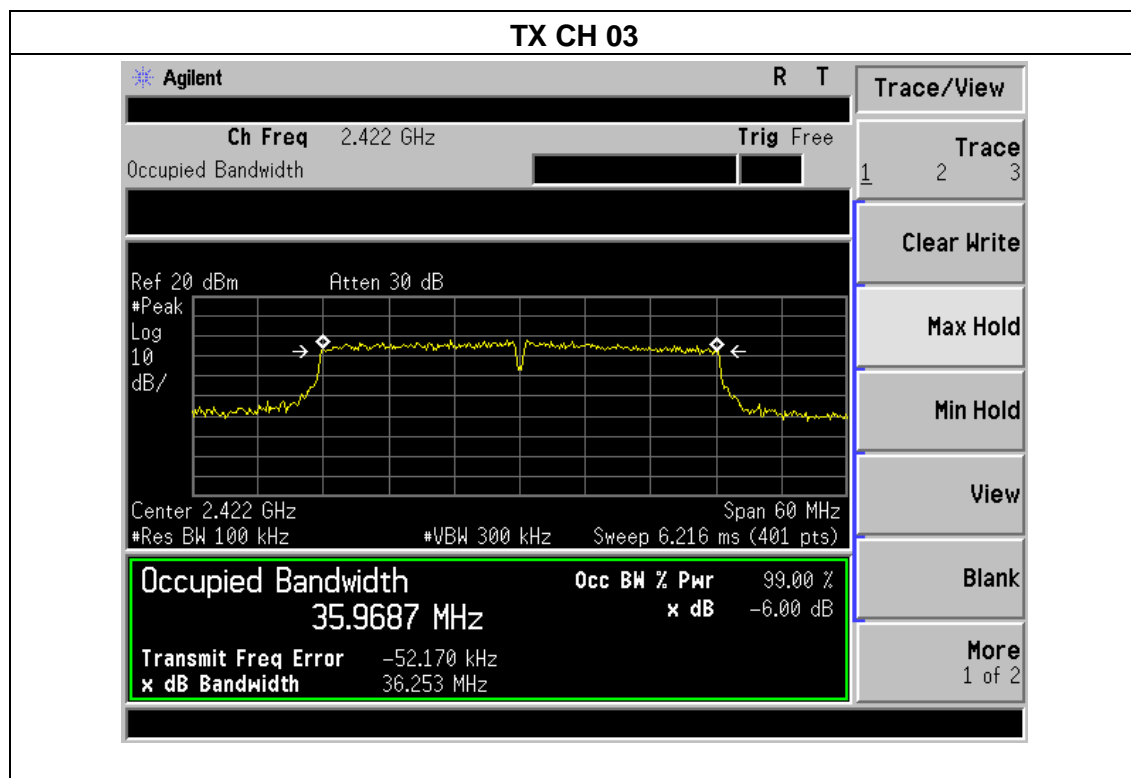 TX CH 03
Agilent R T
Ch Freq 2.422 GHz Trig Free
Occupied Bandwidth
Ref 20 dBm Atten 30 dB
#Peak
Log
10
dB/
Center 2.422 GHz Span 60 MHz
#Res BW 100 kHz #VBW 300 kHz Sweep 6.216 ms (401 pts)
Occupied Bandwidth
35.9687 MHz
Occ BW % Pwr 99.00 %
x dB -6.00 dB
Transmit Freq Error -52.170 kHz
x dB Bandwidth 36.253 MHz
Trace/View
Trace
1 2 3
Clear Write
Max Hold
Min Hold
View
Blank
More
1 of 2